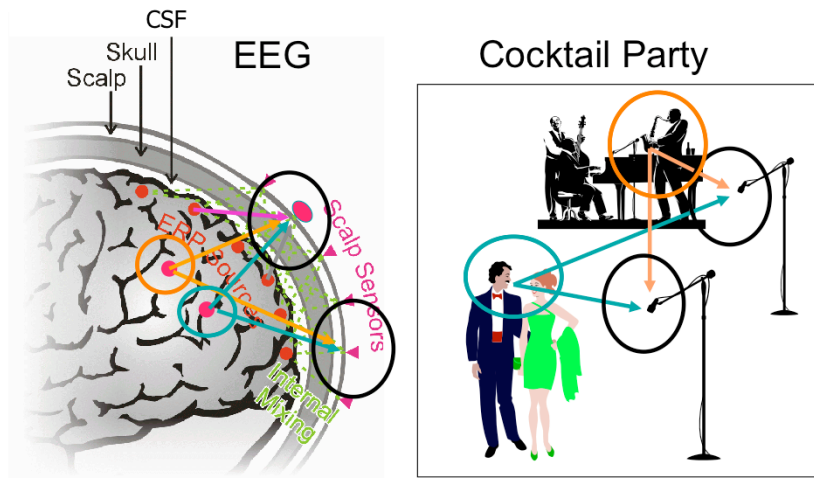 CSF
Skull
Scalp
EEG
Cocktail Party
ERP Sources
Scalp Sensors
Internal
Mixing